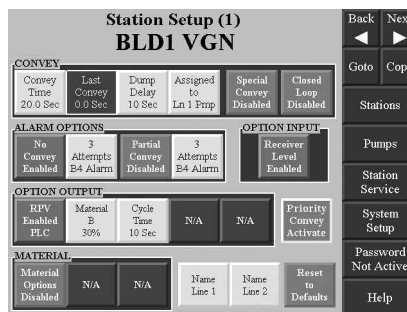 Station Setup (1)
BLD1 VGN
Back
Goto
CONVEY
Convey
Time
20.0 Sec
Last
Convey
0.0 Sec
Dump
Delay
10 Sec
Assigned
to
Ln 1 Pmp
Special
Convey
Disabled
Closed
Loop
Disabled
Stations
ALARM OPTIONS
No
Convey
Enabled
3
Attempts
B4 Alarm
Partial
Convey
Disabled
3
Attempts
B4 Alarm
OPTION INPUT
Receiver
Level
Enabled
Pumps
Station
Service
OPTION OUTPUT
RPV
Enabled
PLC
Material
B
30%
Cycle
Time
10 Sec
N/A
N/A
Priority
Convey
Activate
System
Setup
Password
Not Active
MATERIAL
Material
Options
Disabled
N/A
N/A
Name
Line 1
Name
Line 2
Reset
to
Defaults
Help